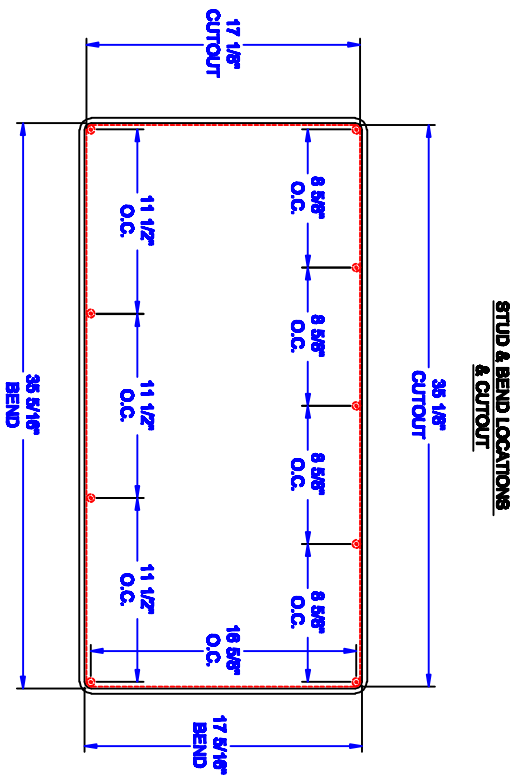 STUD & BEND LOCATIONS
& CUTOUT
35 1/8"
CUTOUT
8 5/8"
O.C.
8 5/8"
O.C.
8 5/8"
O.C.
8 5/8"
O.C.
17 1/8"
CUTOUT
16 5/8"
O.C.
17 5/16"
BEND
11 1/2"
O.C.
11 1/2"
O.C.
11 1/2"
O.C.
35 5/16"
BEND